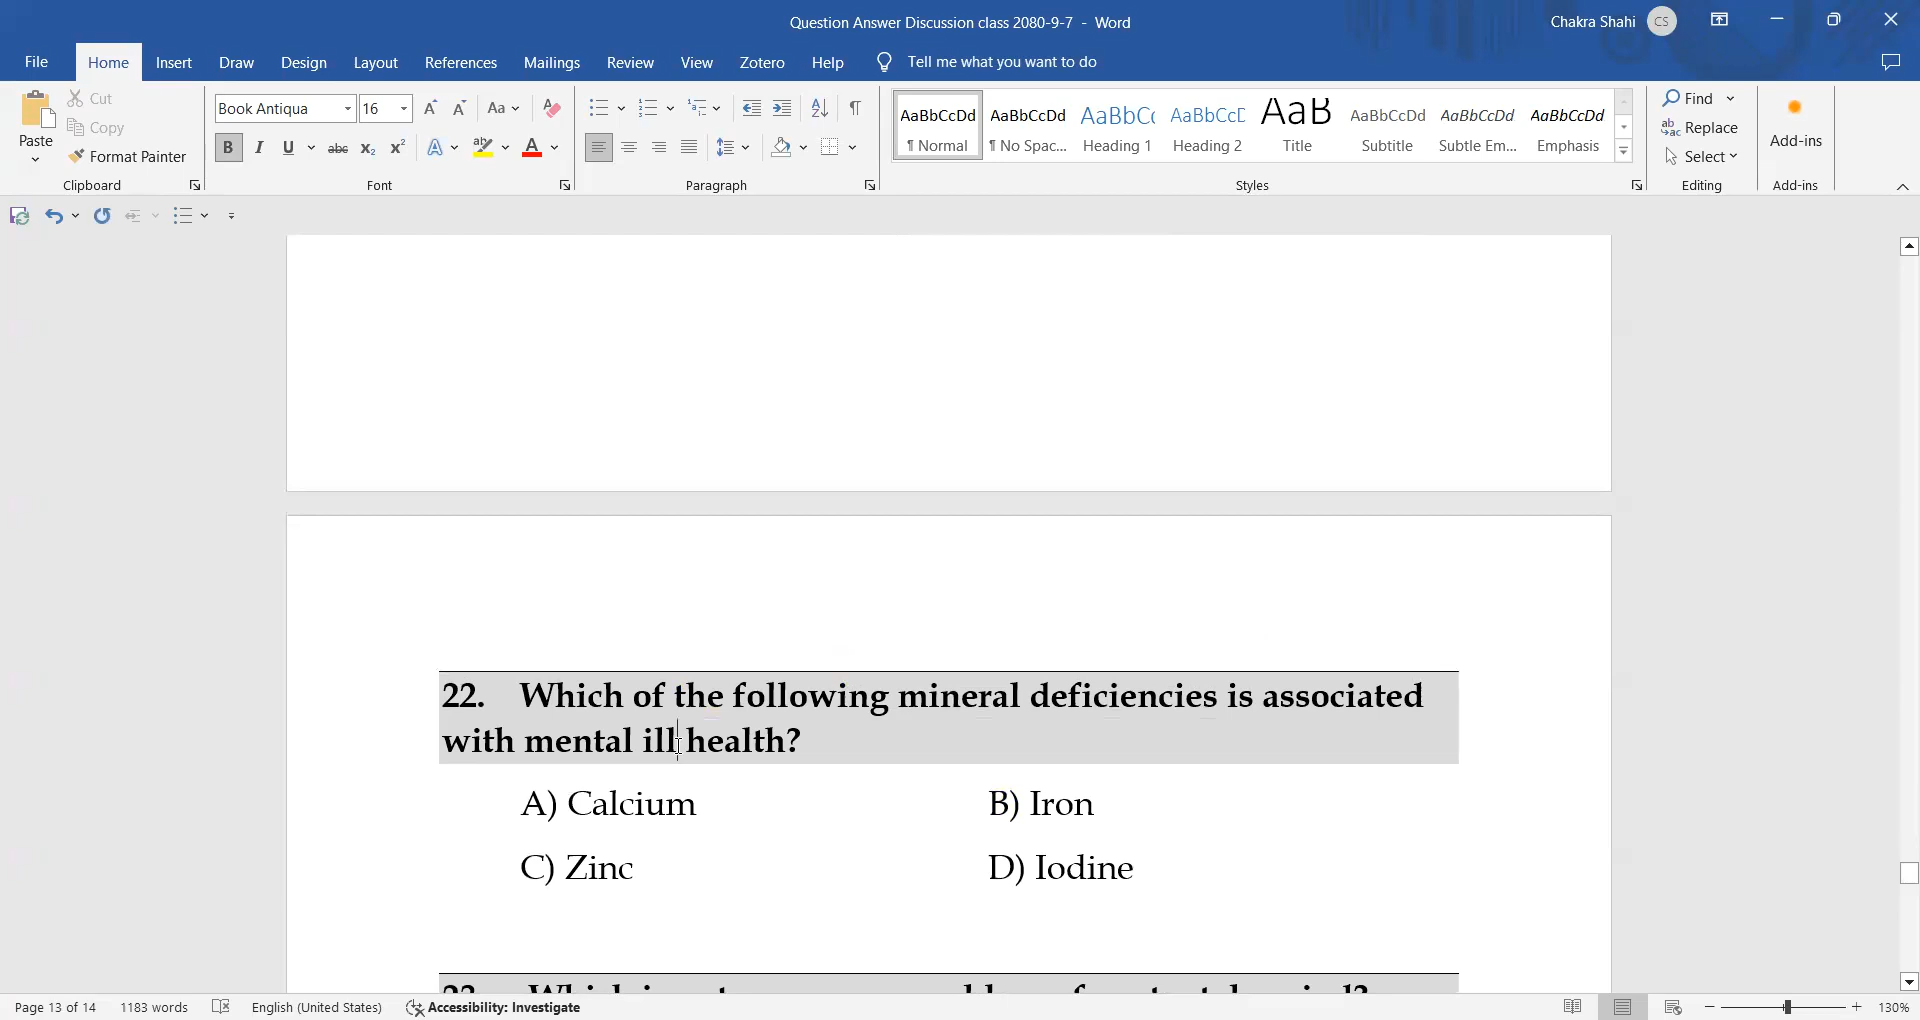 Question Answer Discussion class 2080-9-7 - Word
Chakra Shahi CS
File Home Insert Draw Design Layout References Mailings Review View Zotero Help Tell me what you want to do
Paste
Cut
Copy
Format Painter
Clipboard
Book Antiqua 16
Font
Paragraph
AaBbCcDd AaBbCcDd AaBbCc AaBbCcC AaB AaBbCcDd AaBbCcDd AaBbCcDd
¶ Normal ¶ No Spac... Heading 1 Heading 2 Title Subtitle Subtle Em... Emphasis
Styles
Find
Replace
Select
Editing
Add-ins
Add-ins
22. Which of the following mineral deficiencies is associated
with mental ill health?
A) Calcium B) Iron
C) Zinc D) Iodine
Page 13 of 14 1183 words English (United States) Accessibility: Investigate 130%